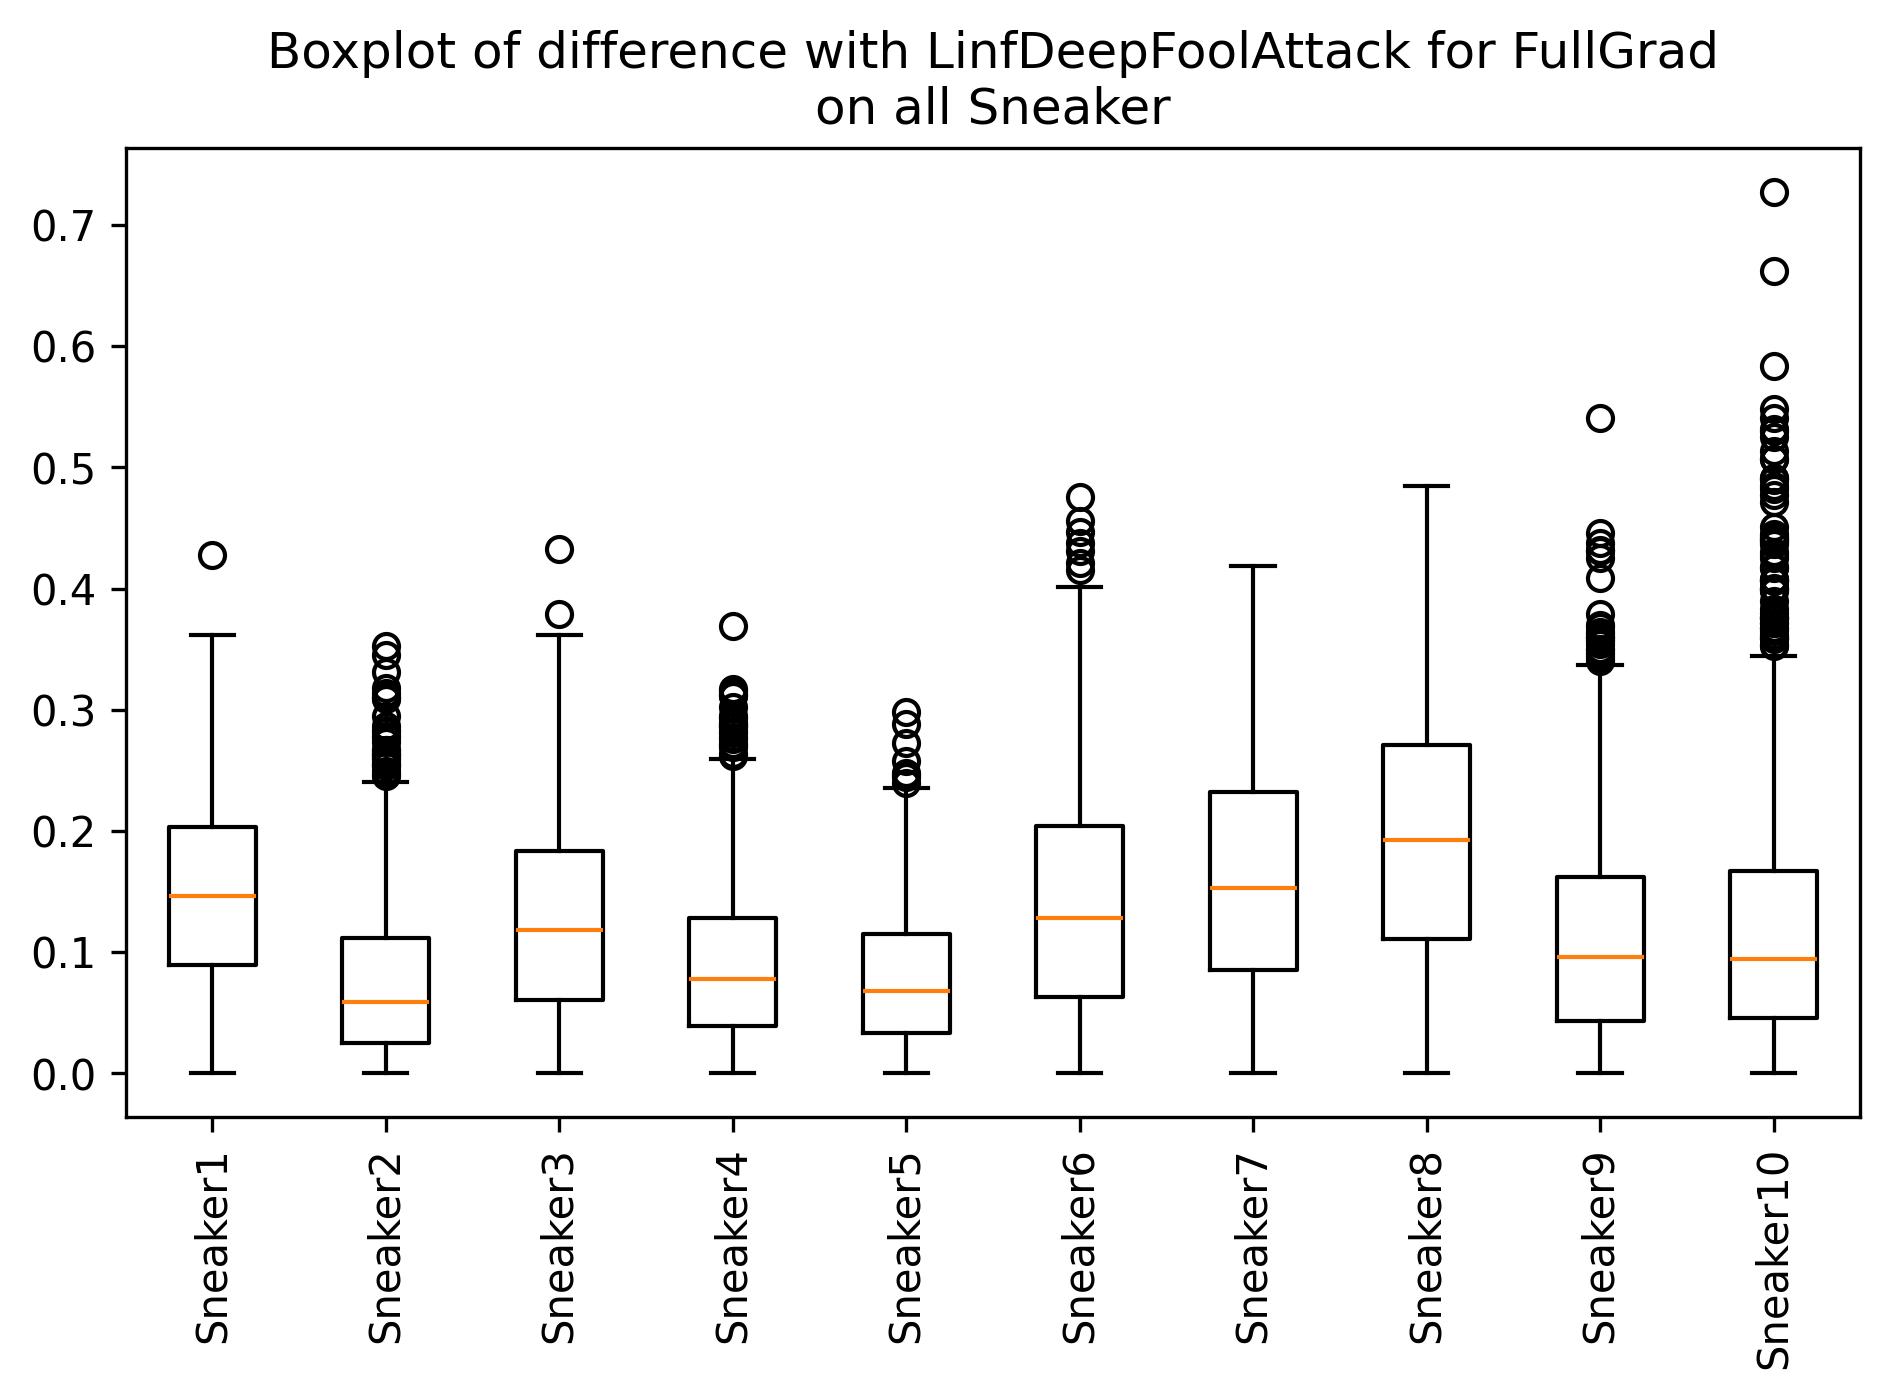 Boxplot of difference with LinfDeepFoolAttack for FullGrad
on all Sneaker
0.7
0.6
0.5
0.4
0.3
0.2
0.1
0.0
Sneaker1
Sneaker2
Sneaker3
Sneaker4
Sneaker5
Sneaker6
Sneaker7
Sneaker8
Sneaker9
Sneaker10